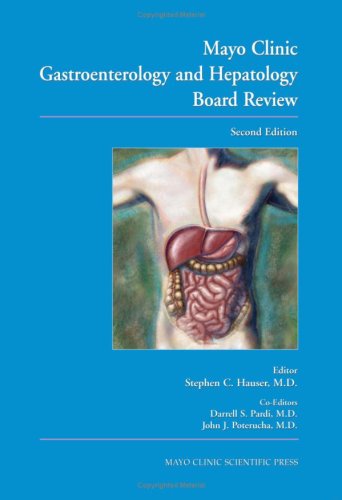 Mayo Clinic
Gastroenterology and Hepatology
Board Review
Second Edition
Editor
Stephen C. Hauser, M.D.
Co-Editors
Darrell S. Pardi, M.D.
John J. Poterucha, M.D.
MAYO CLINIC SCIENTIFIC PRESS